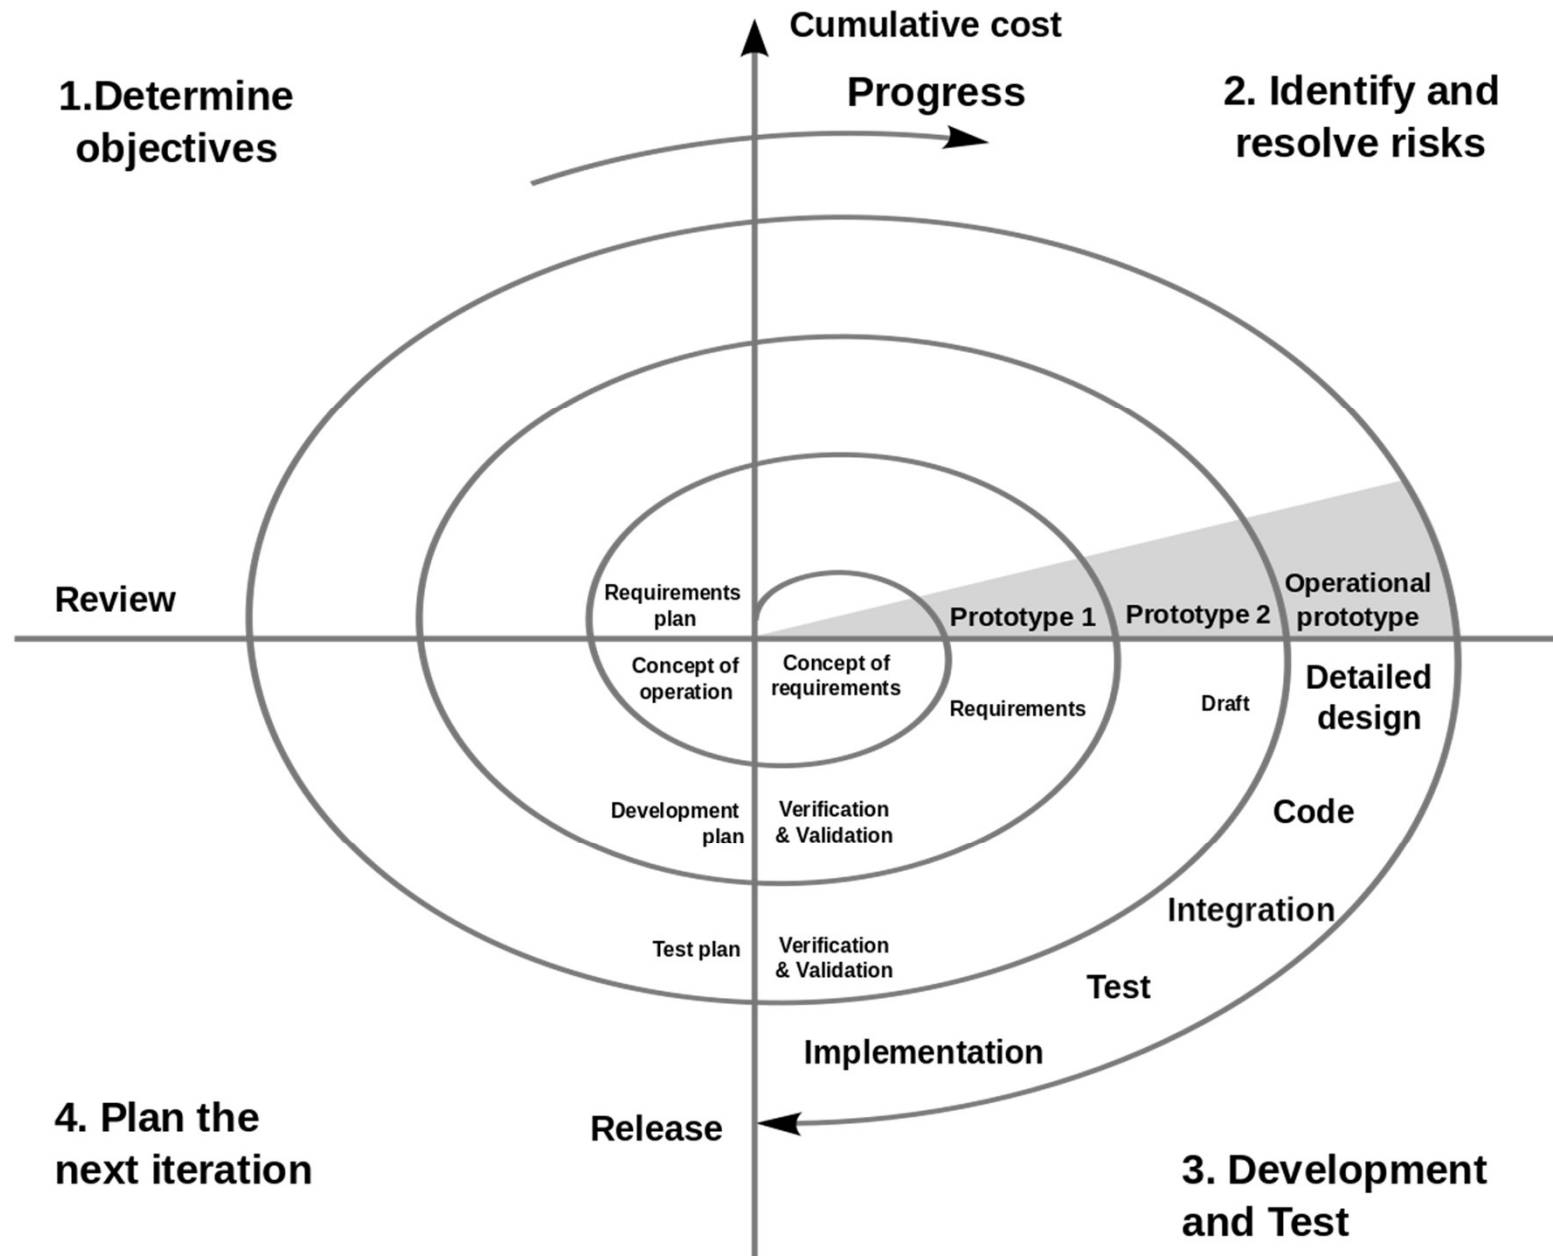 Cumulative cost
Progress
1.Determine
objectives
2. Identify and
resolve risks
Review
Requirements
plan
Prototype 1
Prototype 2
Operational
prototype
Concept of
operation
Concept of
requirements
Requirements
Draft
Detailed
design
Development
plan
Verification
& Validation
Code
Integration
Test plan
Verification
& Validation
Test
Implementation
Release
4. Plan the
next iteration
3. Development
and Test